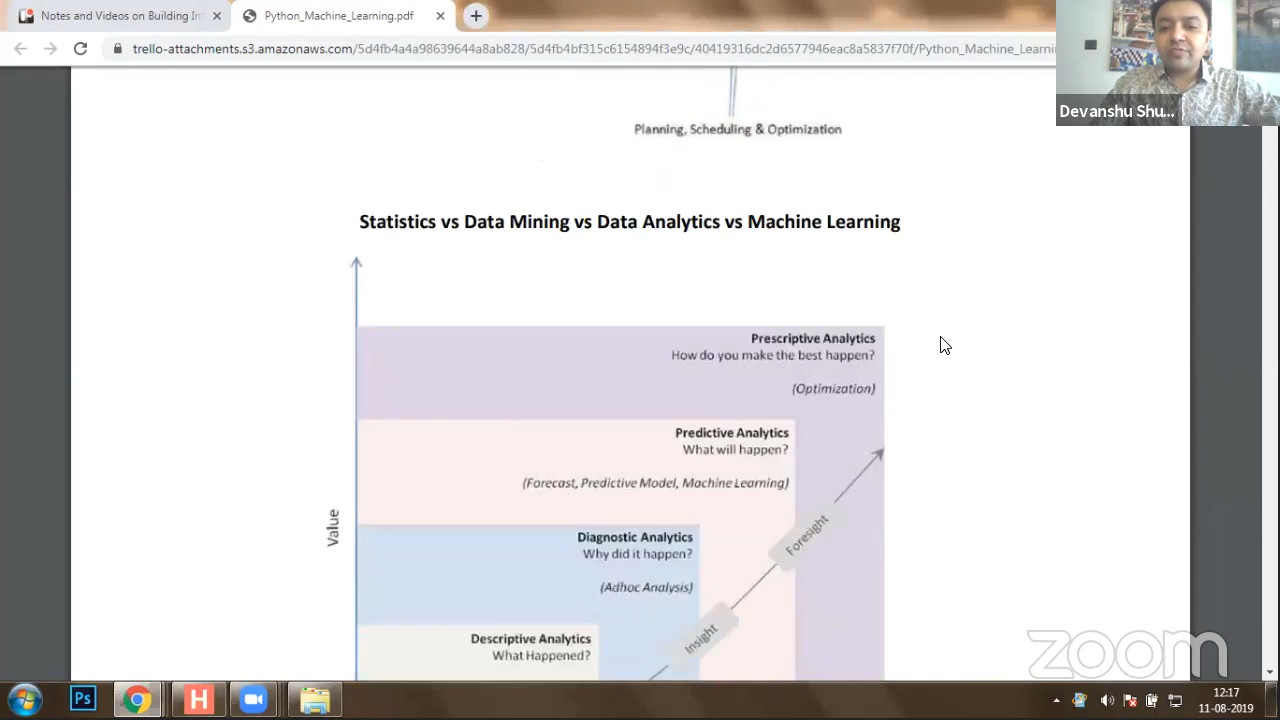 Notes and Videos on Building In
Python_Machine_Learning.pdf
trello-attachments.s3.amazonaws.com/5d4fb4a4a98639644a8ab828/5d4fb4bf315c6154894f3e9c/40419316dc2d6577946eac8a5837f70f/Python_Machine_Learnin
Devanshu Shu...
Planning, Scheduling & Optimization
Statistics vs Data Mining vs Data Analytics vs Machine Learning
Prescriptive Analytics
How do you make the best happen?
(Optimization)
Predictive Analytics
What will happen?
(Forecast, Predictive Model, Machine Learning)
Value
Foresight
Diagnostic Analytics
Why did it happen?
(Adhoc Analysis)
Insight
Descriptive Analytics
What Happened?
zoom
Ps
H
12:17
11-08-2019